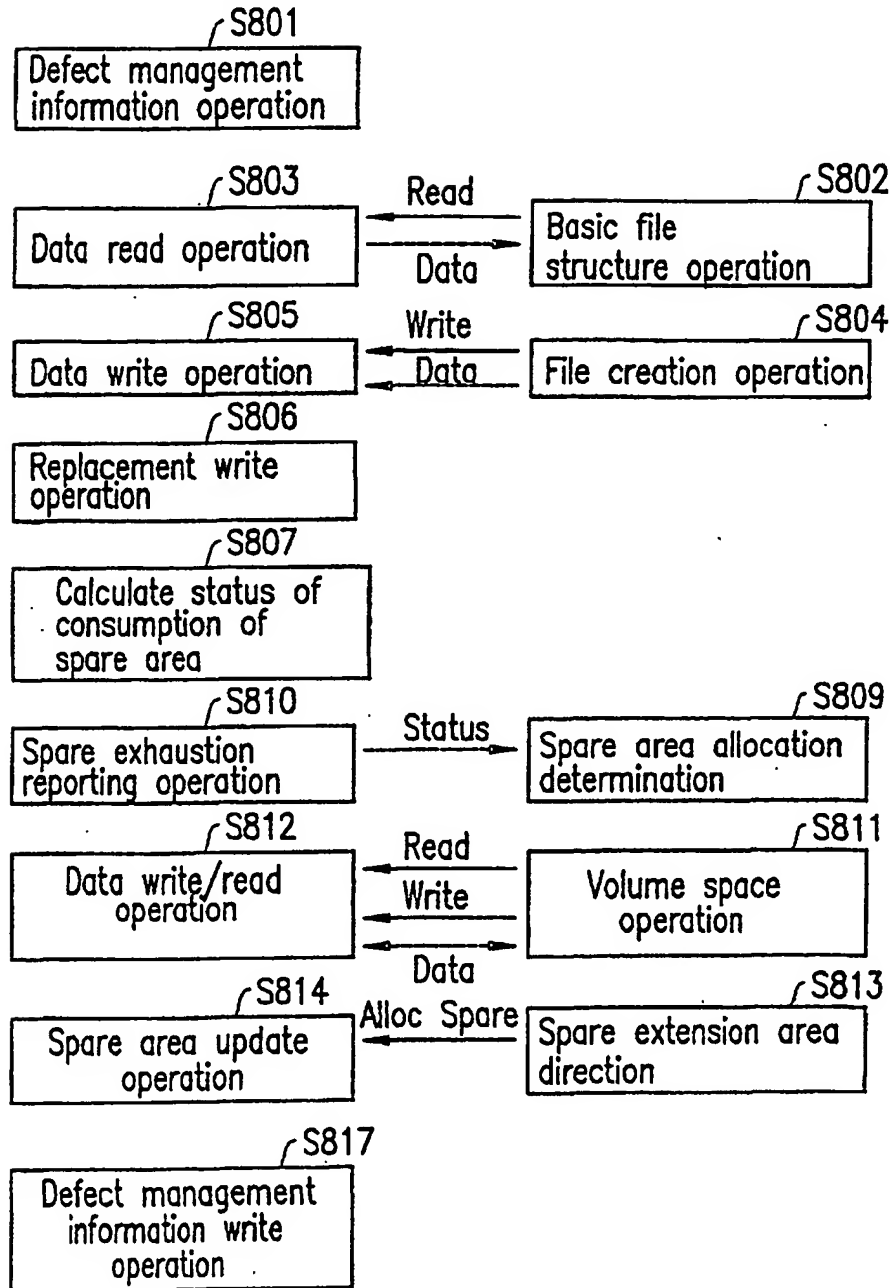 S801
Defect management
information operation
S803
Read
S802
Data read operation
Data
Basic file
structure operation
S805
Write
S804
Data write operation
Data
File creation operation
S806
Replacement write
operation
S807
Calculate status of
consumption of
spare area
S810
Status
S809
Spare exhaustion
reporting operation
Spare area allocation
determination
S812
Read
S811
Data write/read
operation
Write
Volume space
operation
Data
S814
Alloc Spare
S813
Spare area update
operation
Spare extension area
direction
S817
Defect management
information write
operation